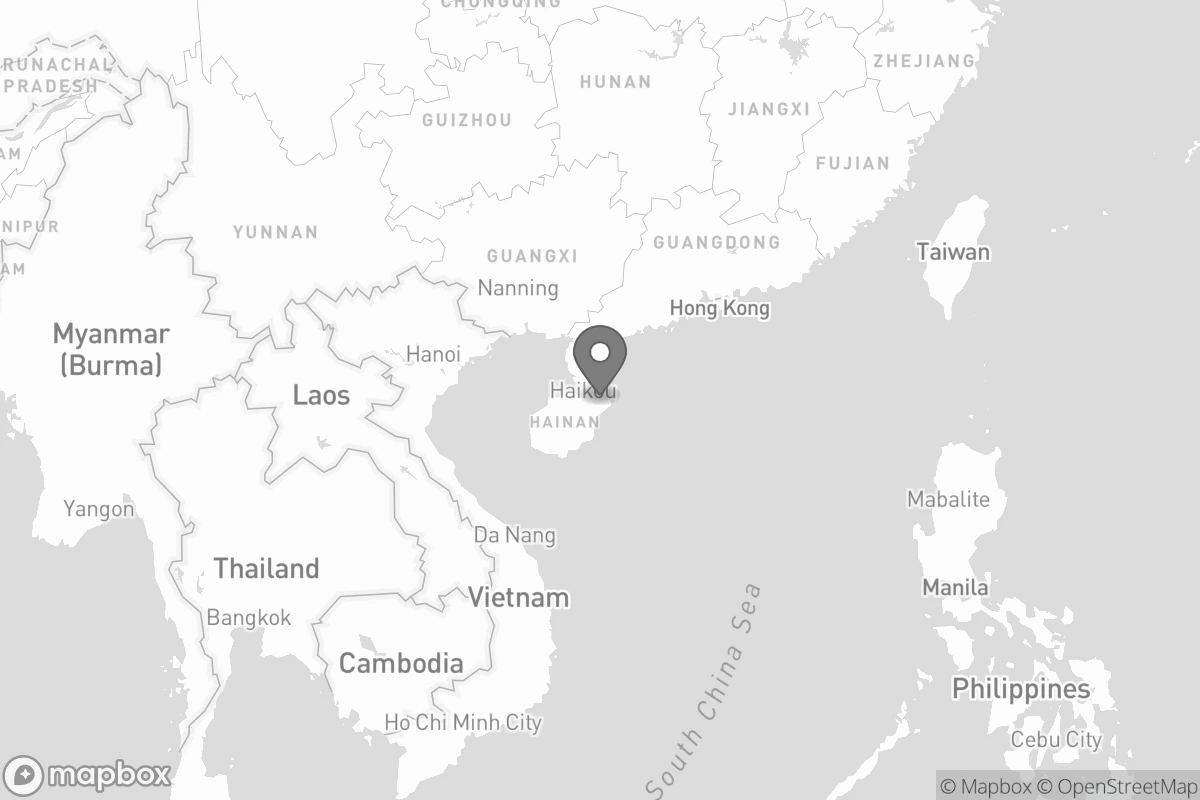 CHONGQING
RUNACHAL
PRADESH
HUNAN
ZHEJIANG
JIANGXI
GUIZHOU
AM
FUJIAN
NIPUR
YUNNAN
GUANGXI
GUANGDONG
Taiwan
AM
Nanning
Hong Kong
Myanmar
(Burma)
Hanoi
Laos
Haikou
HAINAN
Yangon
Mabalite
Da Nang
Thailand
Manila
Vietnam
Bangkok
South China Sea
Cambodia
Philippines
Ho Chi Minh City
Cebu City
mapbox
© Mapbox © OpenStreetMap